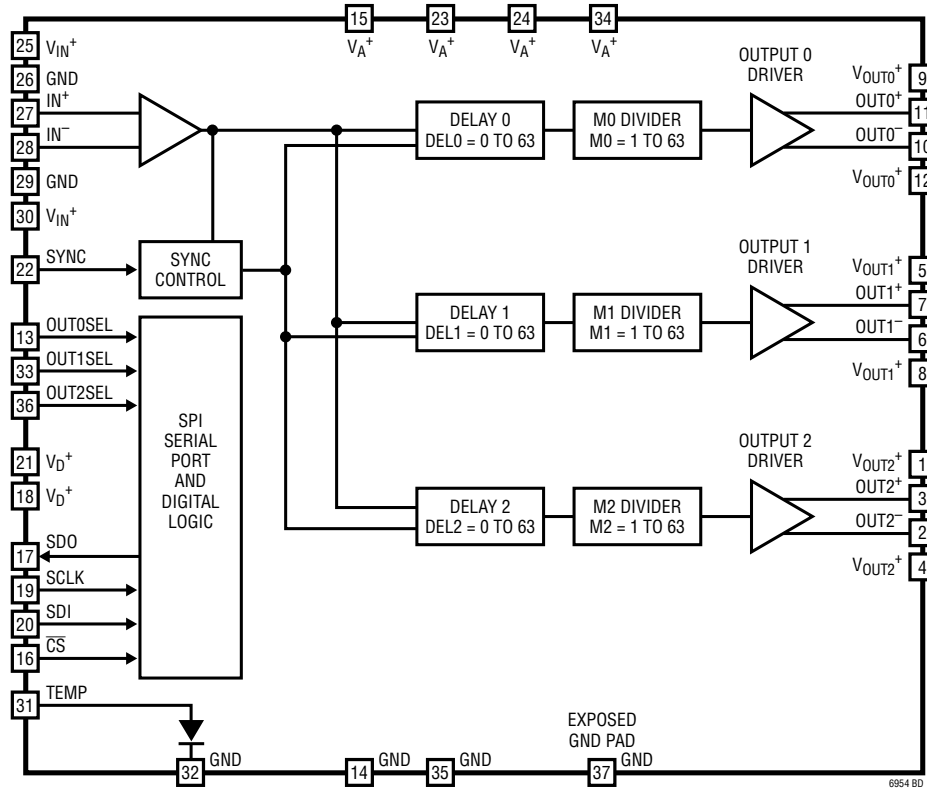 15 23 24 34
V_A⁺ V_A⁺ V_A⁺ V_A⁺
25 V_IN⁺
26 GND
27 IN⁺
28 IN⁻
29 GND
30 V_IN⁺
22 SYNC
SYNC
CONTROL
13 OUT0SEL
33 OUT1SEL
36 OUT2SEL
21 V_D⁺
18 V_D⁺
17 SDO
19 SCLK
20 SDI
16 C̅S̅
SPI
SERIAL
PORT
AND
DIGITAL
LOGIC
31 TEMP
DELAY 0
DEL0 = 0 TO 63
M0 DIVIDER
M0 = 1 TO 63
OUTPUT 0
DRIVER
V_OUT0⁺ 9
OUT0⁺ 11
OUT0⁻ 10
V_OUT0⁺ 12
DELAY 1
DEL1 = 0 TO 63
M1 DIVIDER
M1 = 1 TO 63
OUTPUT 1
DRIVER
V_OUT1⁺ 5
OUT1⁺ 7
OUT1⁻ 6
V_OUT1⁺ 8
DELAY 2
DEL2 = 0 TO 63
M2 DIVIDER
M2 = 1 TO 63
OUTPUT 2
DRIVER
V_OUT2⁺ 1
OUT2⁺ 3
OUT2⁻ 2
V_OUT2⁺ 4
EXPOSED
GND PAD
32 GND
14 GND
35 GND
37 GND
6954 BD